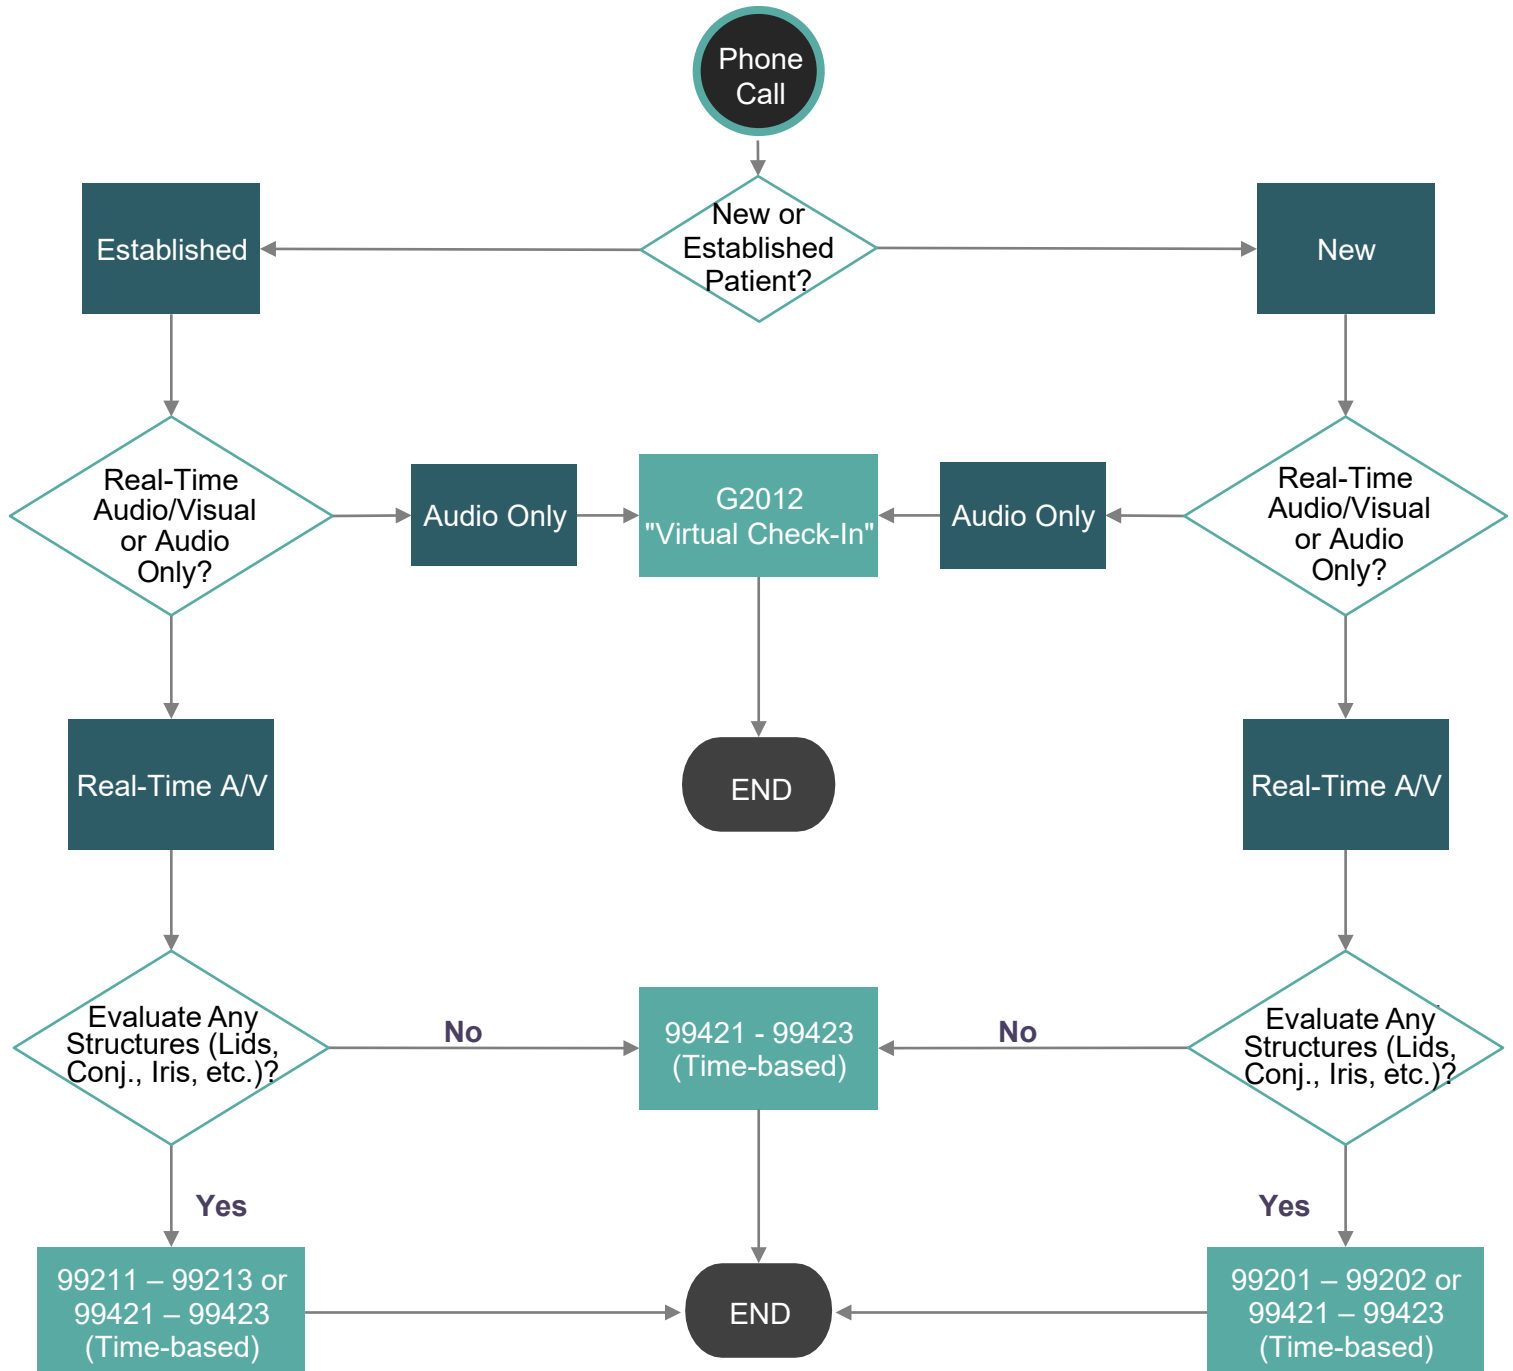 Phone
Call
New or
Established
Patient?
Established
New
Real-Time
Audio/Visual
or Audio
Only?
Audio Only
G2012
"Virtual Check-In"
Audio Only
Real-Time
Audio/Visual
or Audio
Only?
Real-Time A/V
END
Real-Time A/V
Evaluate Any
Structures (Lids,
Conj., Iris, etc.)?
No
99421 - 99423
(Time-based)
No
Evaluate Any
Structures (Lids,
Conj., Iris, etc.)?
Yes
Yes
99211 – 99213 or
99421 – 99423
(Time-based)
END
99201 – 99202 or
99421 – 99423
(Time-based)